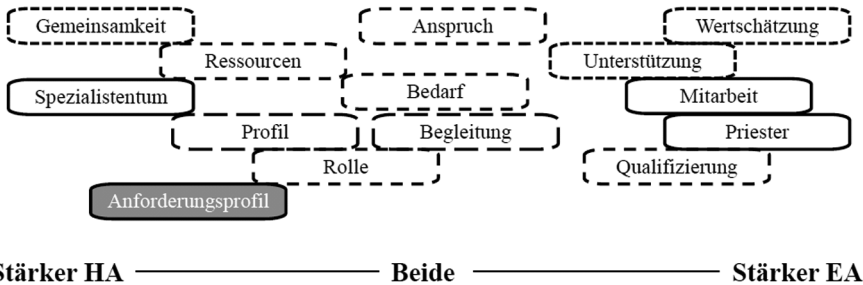 Gemeinsamkeit Anspruch Wertschätzung
Ressourcen Unterstützung
Spezialistentum Bedarf Mitarbeit
Profil Begleitung Priester
Rolle Qualifizierung
Anforderungsprofil
Stärker HA Beide Stärker EA